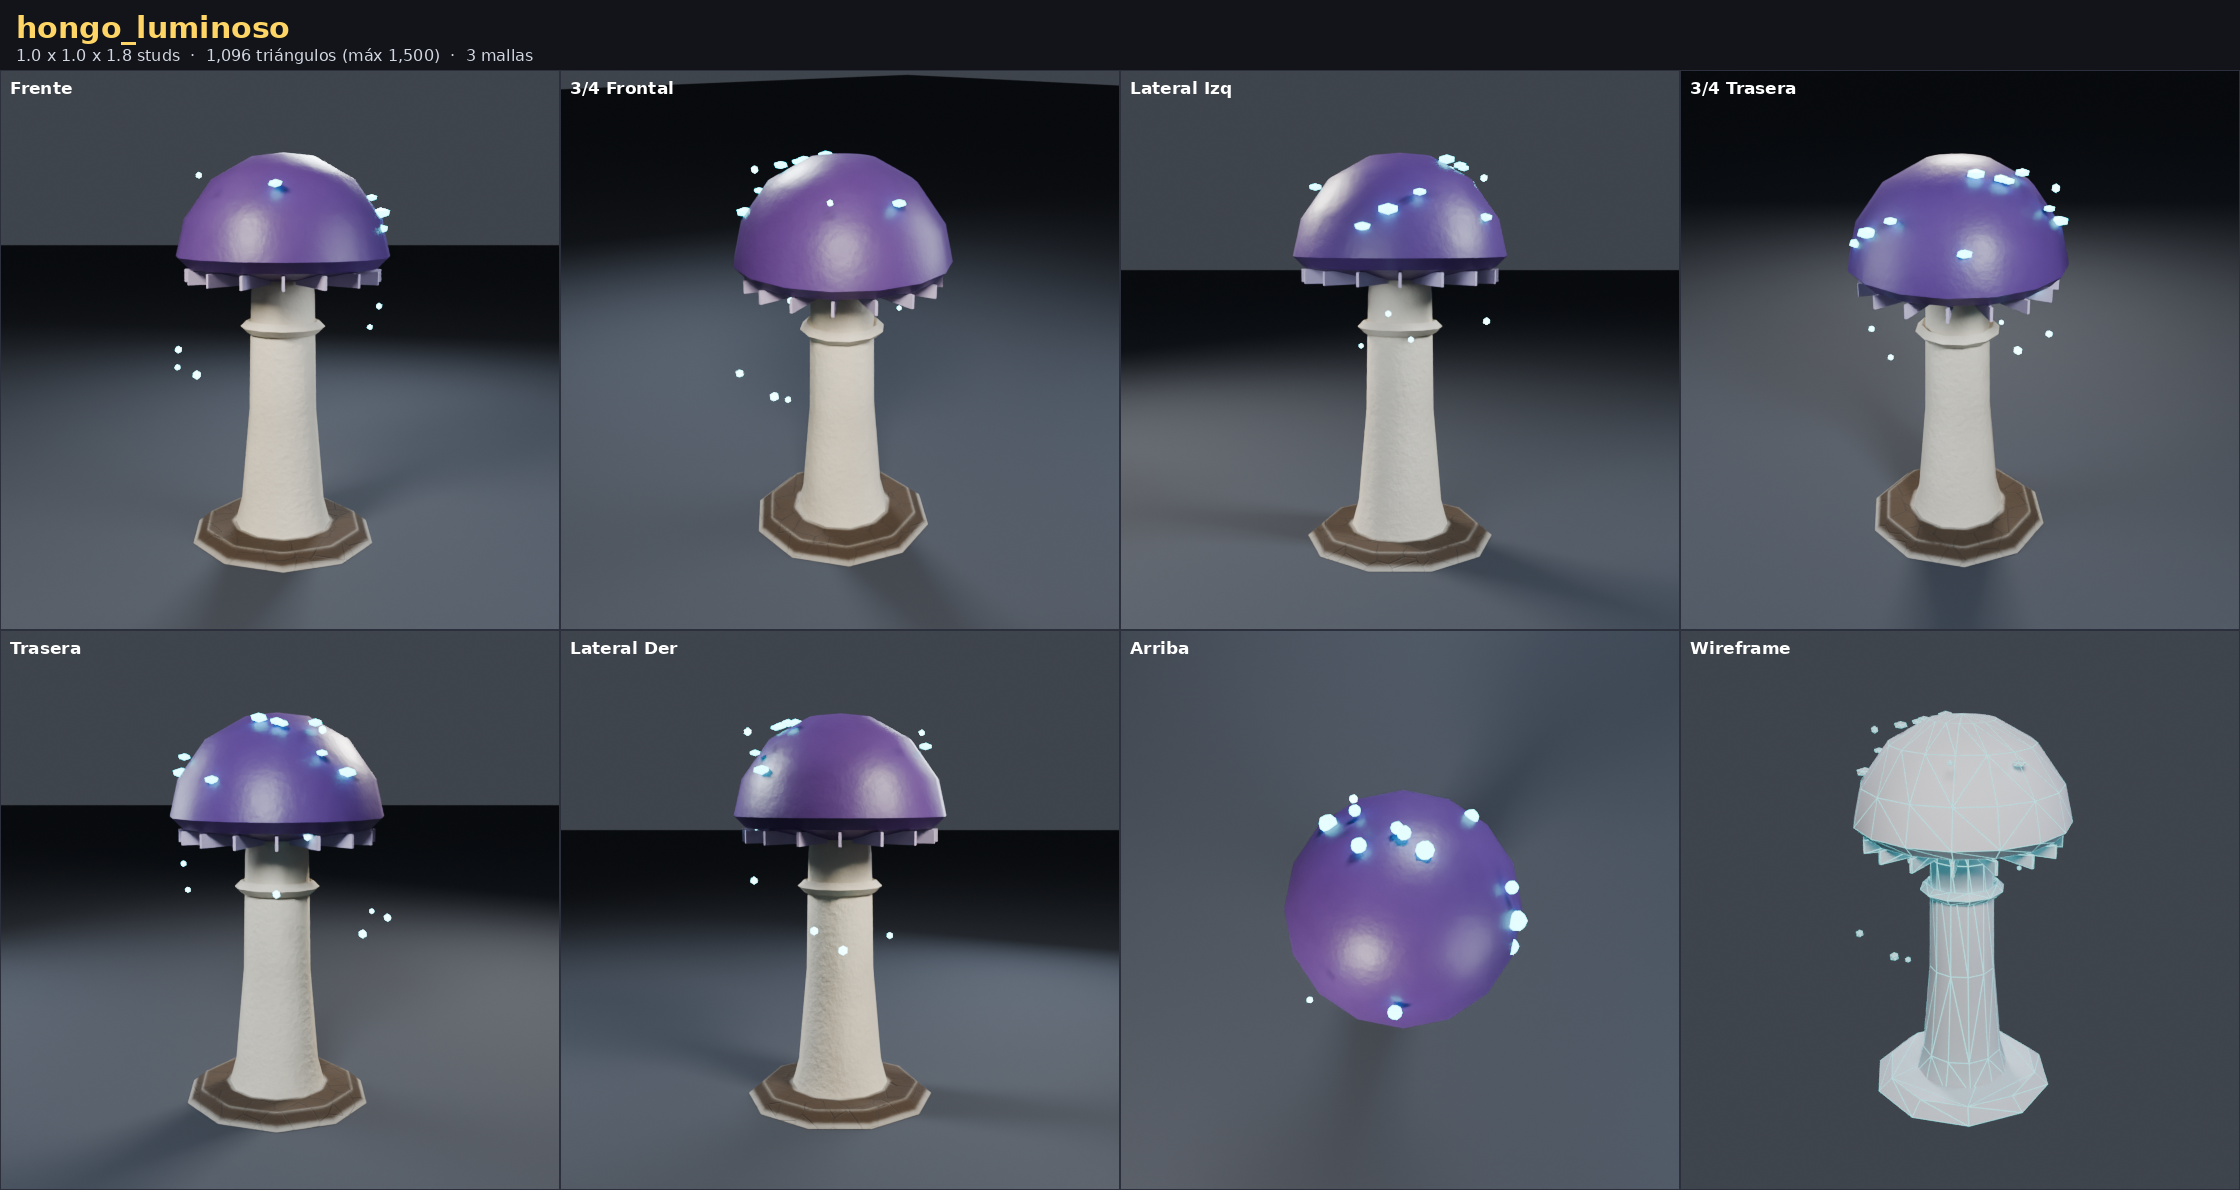 hongo_luminoso
1.0 x 1.0 x 1.8 studs · 1,096 triángulos (máx 1,500) · 3 mallas
Frente
3/4 Frontal
Lateral Izq
3/4 Trasera
Trasera
Lateral Der
Arriba
Wireframe